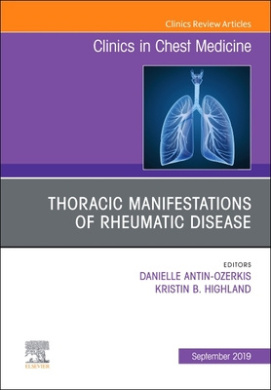 Clinics Review Articles
Clinics in Chest Medicine
THORACIC MANIFESTATIONS
OF RHEUMATIC DISEASE
EDITORS
DANIELLE ANTIN-OZERKIS
KRISTIN B. HIGHLAND
ELSEVIER
September 2019